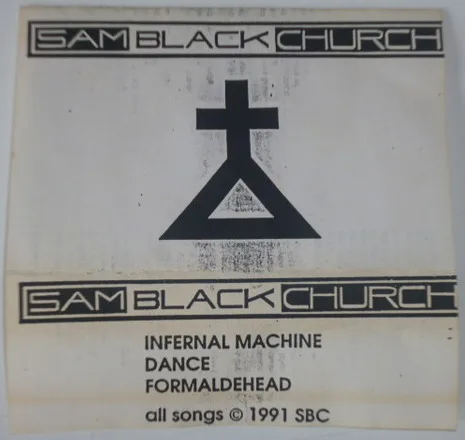 SAM BLACK CHURCH
SAM BLACK CHURCH
INFERNAL MACHINE
DANCE
FORMALDEHEAD
all songs © 1991 SBC